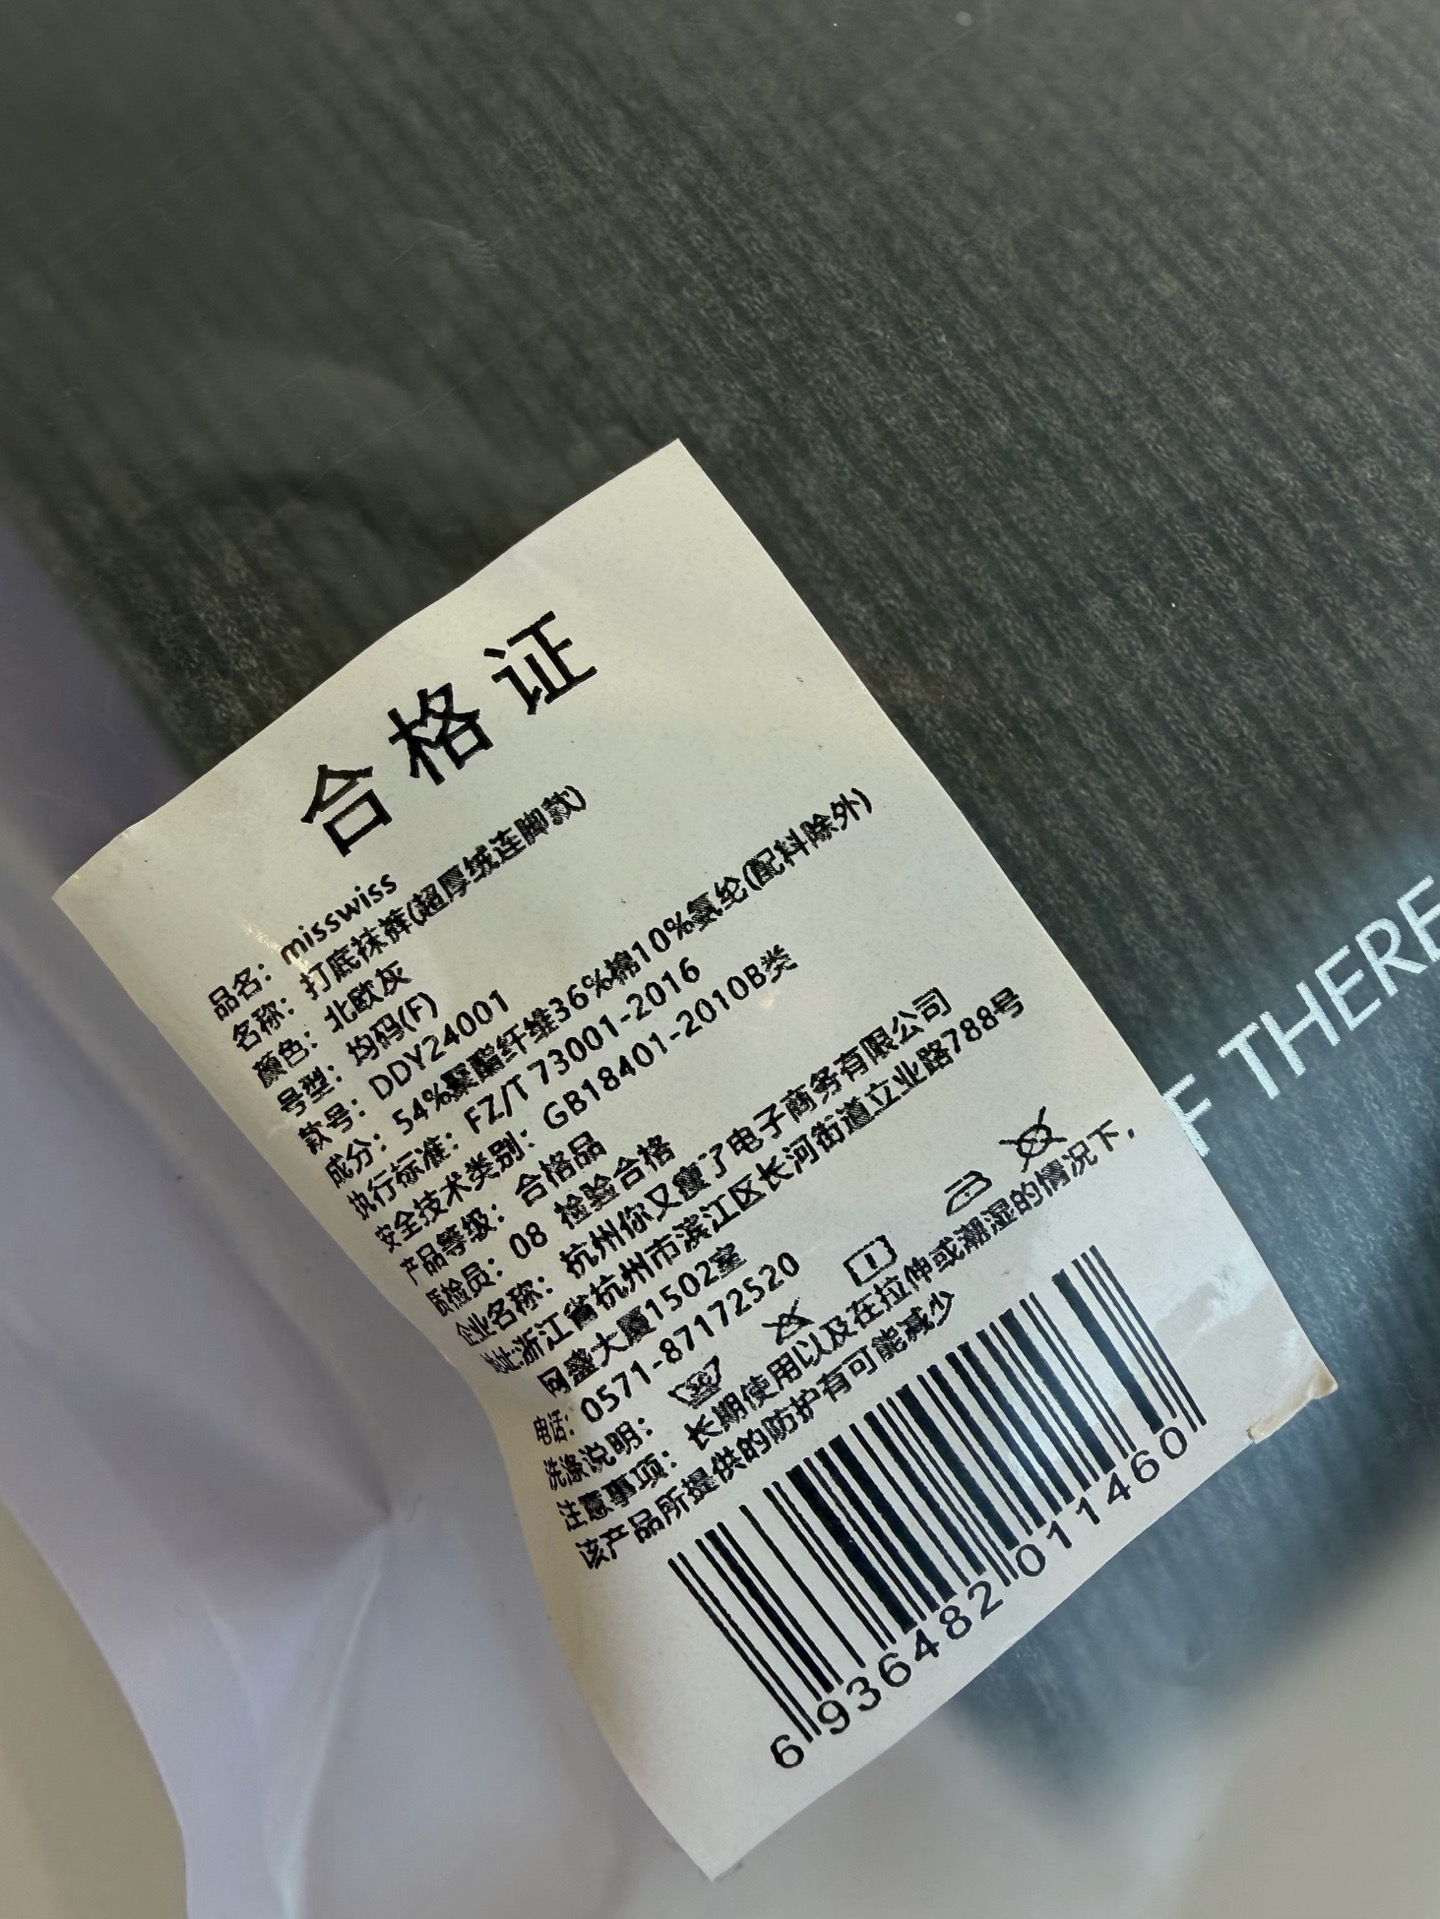 合格证
品名：misswiss
名称：打底袜裤(超厚绒连脚款)
颜色：北欧灰
号型：均码(F)
款号：DDY24001
成分：54%聚酯纤维36%棉10%氨纶(配料除外)
执行标准：FZ/T 73001-2016
安全技术类别：GB18401-2010B类
产品等级：合格品
质检员：08 检验合格
企业名称：杭州你又瘦了电子商务有限公司
地址:浙江省杭州市滨江区长河街道立业路788号
网盛大厦1502室
电话：0571-87172520
洗涤说明：
注意事项：长期使用以及在拉伸或潮湿的情况下，
该产品所提供的防护有可能减少
6936482011460
F THERE